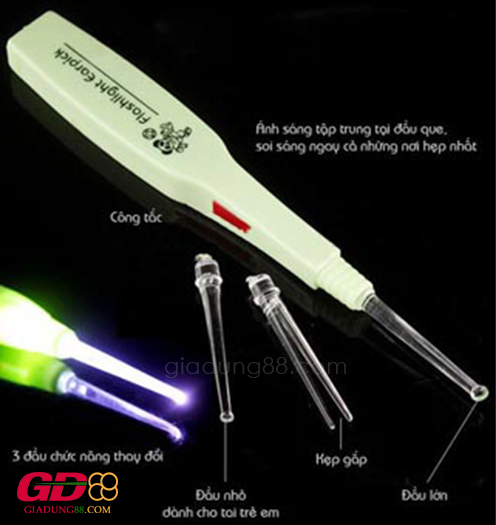 Flashlight Earpick
Ánh sáng tập trung tại đầu que,
soi sáng ngay cả những nơi hẹp nhất
Công tắc
giadung88.com
3 đầu chức năng thay đổi
Đầu nhỏ
dành cho tai trẻ em
Kẹp gắp
Đầu lớn
GD88
GIADUNG88.COM